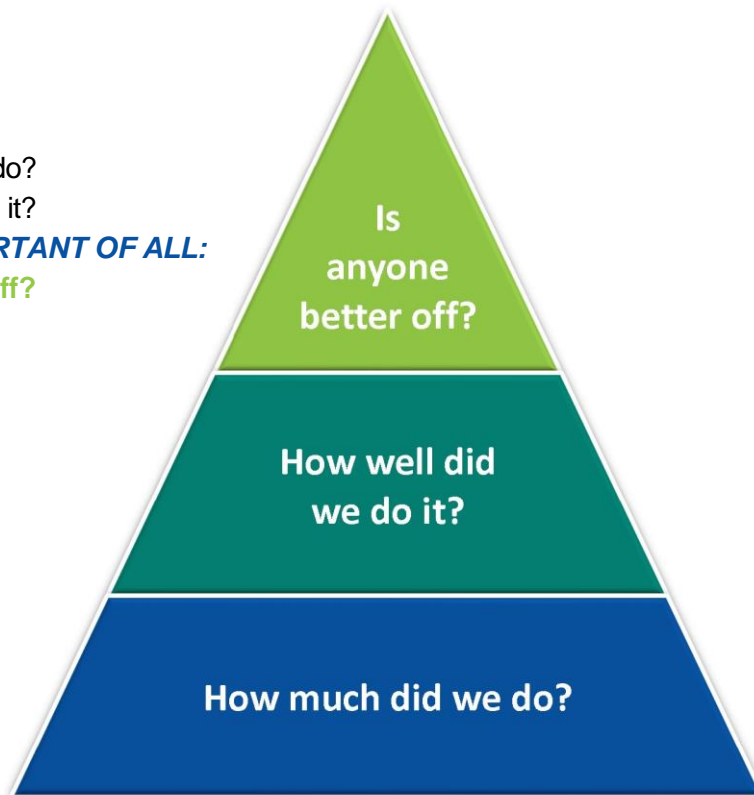 do?
it?
RTANT OF ALL:
ff?
Is
anyone
better off?
How well did
we do it?
How much did we do?